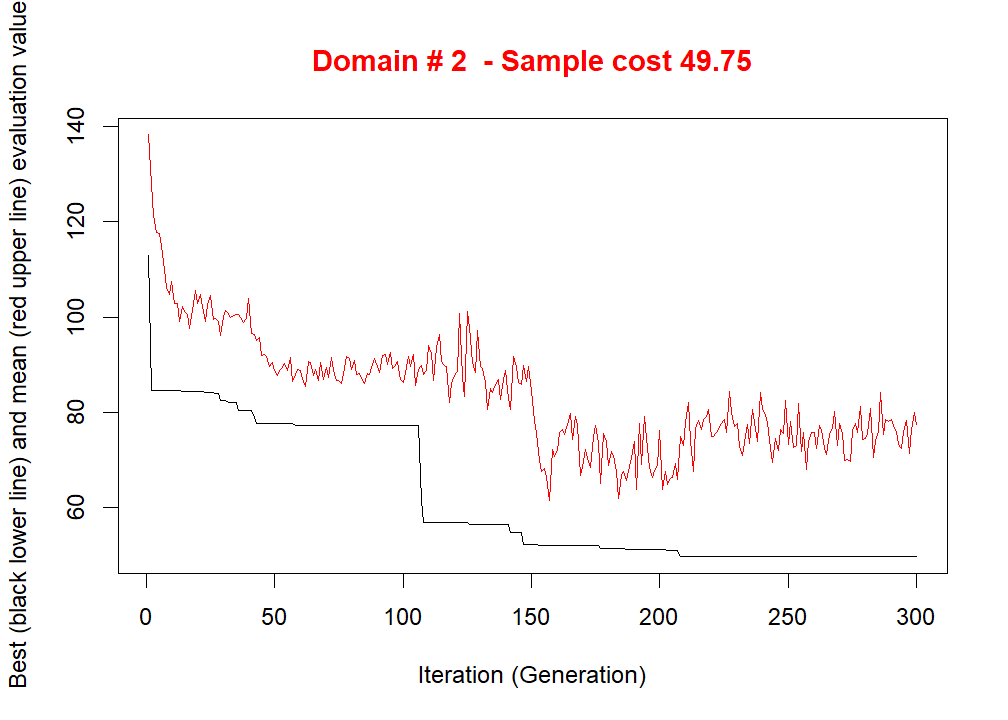 Domain # 2  - Sample cost 49.75
Best (black lower line) and mean (red upper line) evaluation value
140
120
100
80
60
0 50 100 150 200 250 300
Iteration (Generation)